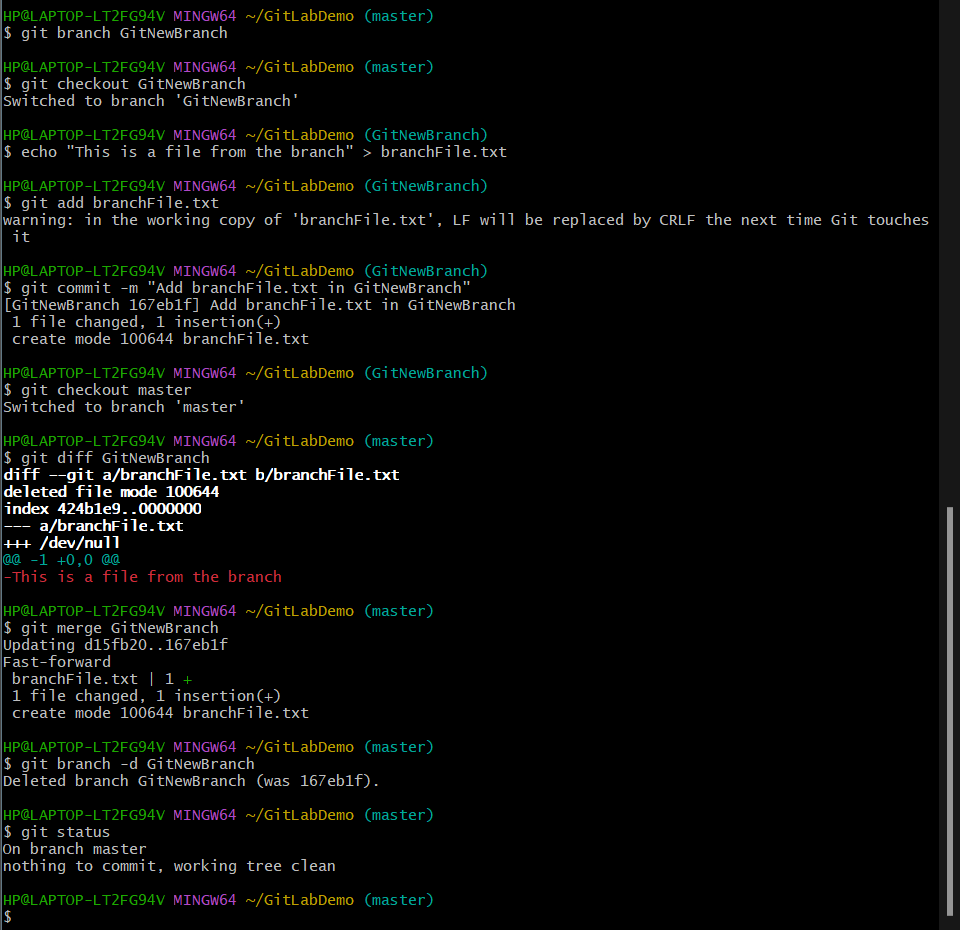 HP@LAPTOP-LT2FG94V MINGW64 ~/GitLabDemo (master)
$ git branch GitNewBranch
HP@LAPTOP-LT2FG94V MINGW64 ~/GitLabDemo (master)
$ git checkout GitNewBranch
Switched to branch 'GitNewBranch'
HP@LAPTOP-LT2FG94V MINGW64 ~/GitLabDemo (GitNewBranch)
$ echo "This is a file from the branch" > branchFile.txt
HP@LAPTOP-LT2FG94V MINGW64 ~/GitLabDemo (GitNewBranch)
$ git add branchFile.txt
warning: in the working copy of 'branchFile.txt', LF will be replaced by CRLF the next time Git touches
 it
HP@LAPTOP-LT2FG94V MINGW64 ~/GitLabDemo (GitNewBranch)
$ git commit -m "Add branchFile.txt in GitNewBranch"
[GitNewBranch 167eb1f] Add branchFile.txt in GitNewBranch
 1 file changed, 1 insertion(+)
 create mode 100644 branchFile.txt
HP@LAPTOP-LT2FG94V MINGW64 ~/GitLabDemo (GitNewBranch)
$ git checkout master
Switched to branch 'master'
HP@LAPTOP-LT2FG94V MINGW64 ~/GitLabDemo (master)
$ git diff GitNewBranch
diff --git a/branchFile.txt b/branchFile.txt
deleted file mode 100644
index 424b1e9..0000000
--- a/branchFile.txt
+++ /dev/null
@@ -1 +0,0 @@
-This is a file from the branch
HP@LAPTOP-LT2FG94V MINGW64 ~/GitLabDemo (master)
$ git merge GitNewBranch
Updating d15fb20..167eb1f
Fast-forward
 branchFile.txt | 1 +
 1 file changed, 1 insertion(+)
 create mode 100644 branchFile.txt
HP@LAPTOP-LT2FG94V MINGW64 ~/GitLabDemo (master)
$ git branch -d GitNewBranch
Deleted branch GitNewBranch (was 167eb1f).
HP@LAPTOP-LT2FG94V MINGW64 ~/GitLabDemo (master)
$ git status
On branch master
nothing to commit, working tree clean
HP@LAPTOP-LT2FG94V MINGW64 ~/GitLabDemo (master)
$